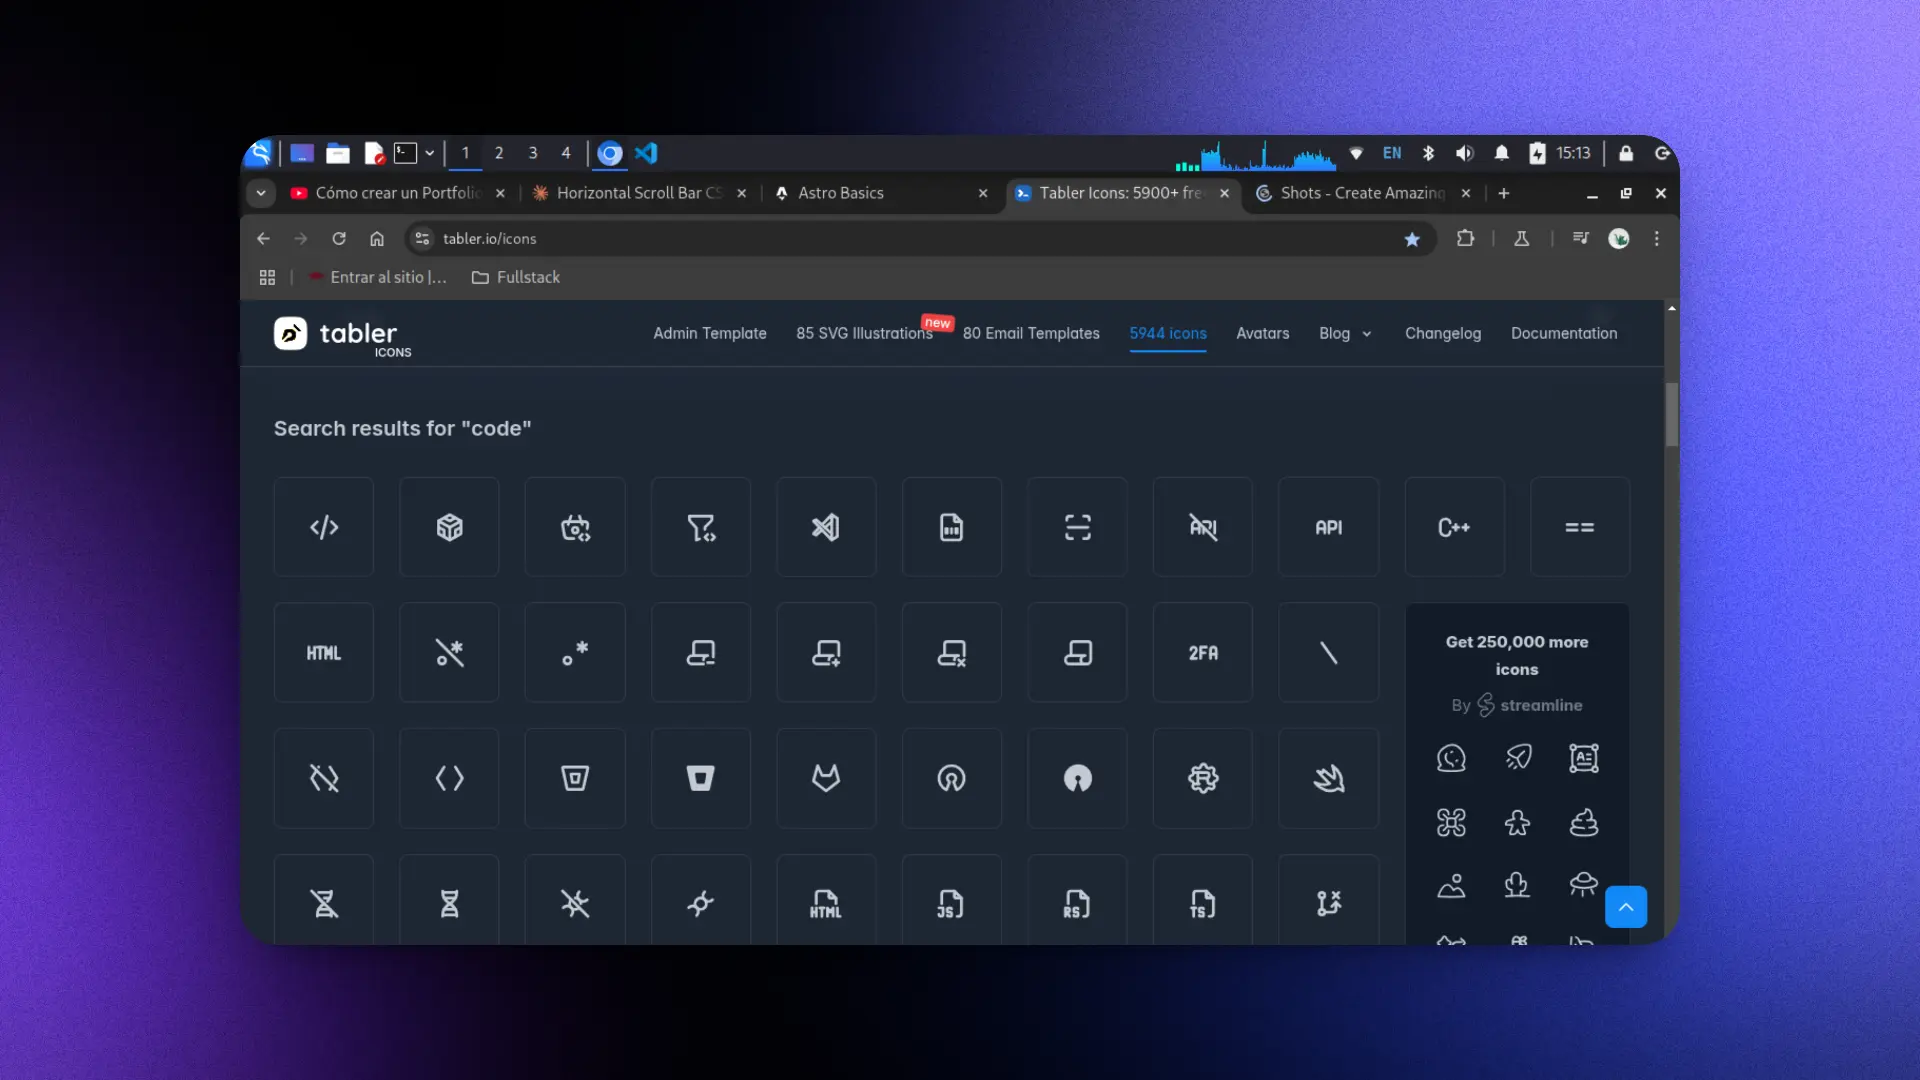 1 2 3 4 EN 15:13
Cómo crear un Portfolio Horizontal Scroll Bar CS Astro Basics Tabler Icons: 5900+ fre Shots - Create Amazing
tabler.io/icons
Entrar al sitio |... Fullstack
tabler
ICONS
Admin Template 85 SVG Illustrations new 80 Email Templates 5944 icons Avatars Blog Changelog Documentation
Search results for "code"
API API C++ ==
HTML 2FA
Get 250,000 more
icons
By streamline
HTML JS RS TS